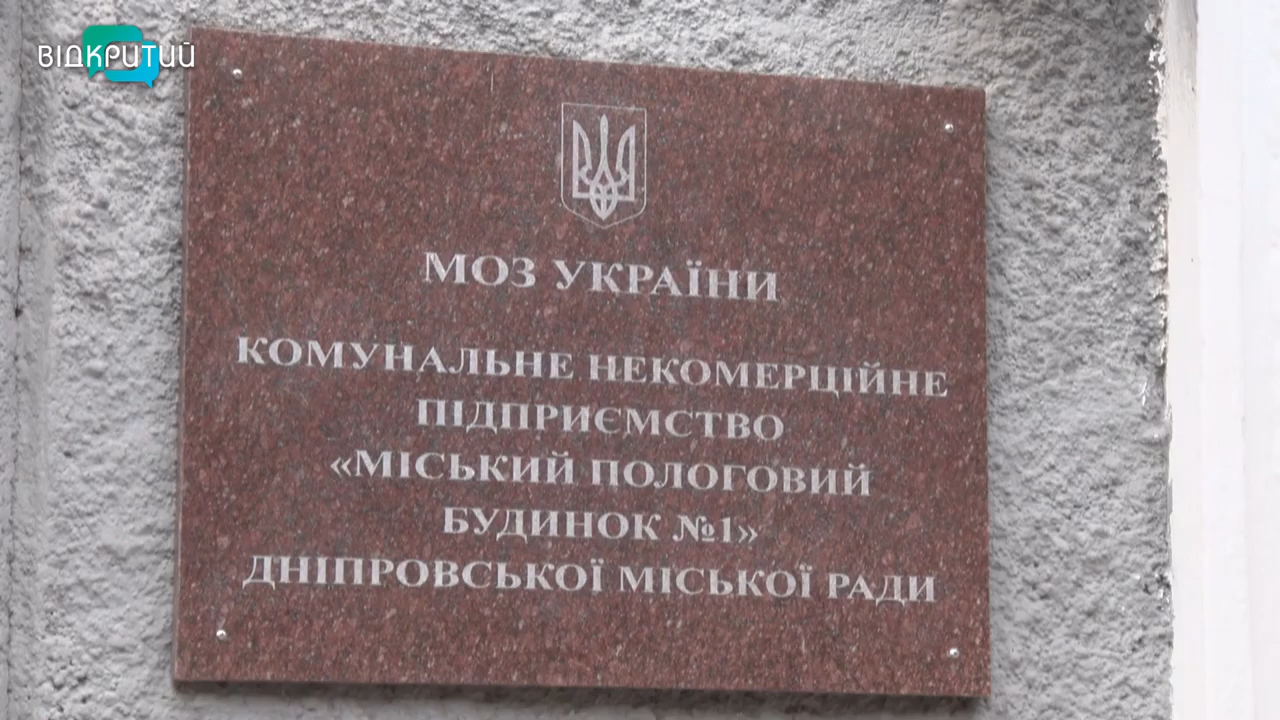 ВІДКРИТИЙ
МОЗ УКРАЇНИ
КОМУНАЛЬНЕ НЕКОМЕРЦІЙНЕ
ПІДПРИЄМСТВО
«МІСЬКИЙ ПОЛОГОВИЙ
БУДИНОК №1»
ДНІПРОВСЬКОЇ МІСЬКОЇ РАДИ